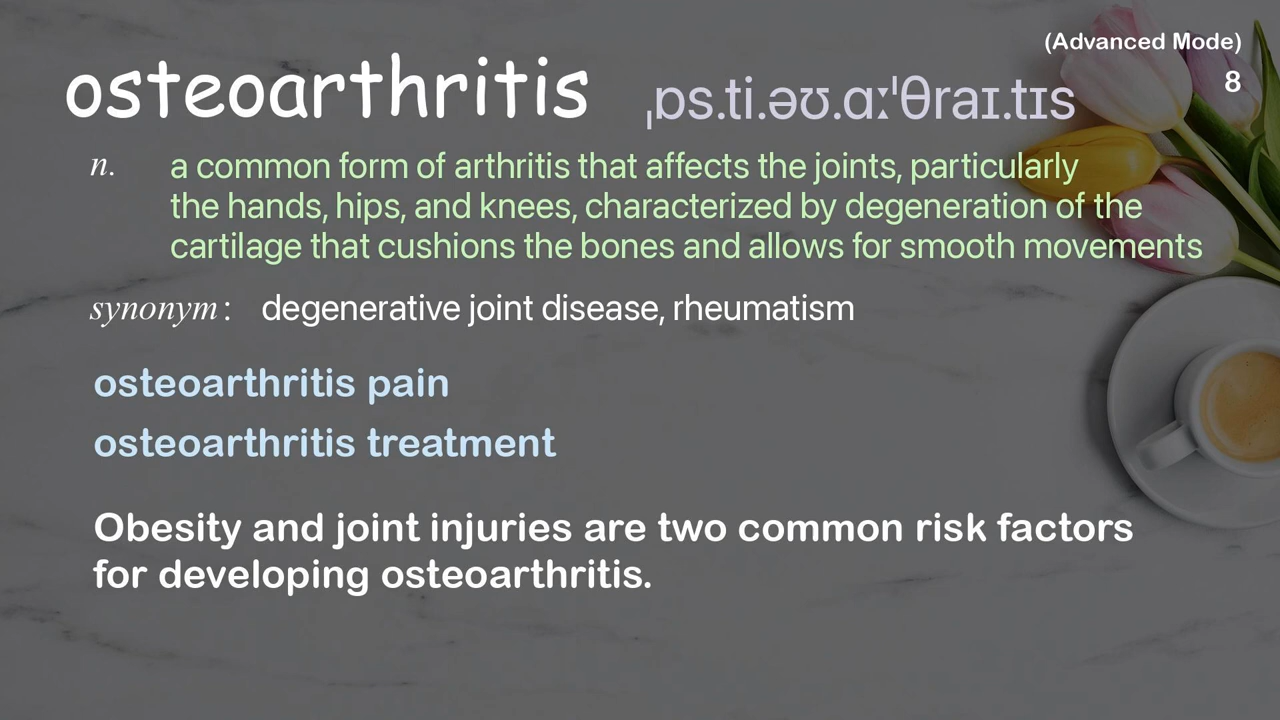 (Advanced Mode)
8
osteoarthritis ˌɒs.ti.əʊ.ɑːˈθraɪ.tɪs
n. a common form of arthritis that affects the joints, particularly
the hands, hips, and knees, characterized by degeneration of the
cartilage that cushions the bones and allows for smooth movements
synonym: degenerative joint disease, rheumatism
osteoarthritis pain
osteoarthritis treatment
Obesity and joint injuries are two common risk factors
for developing osteoarthritis.